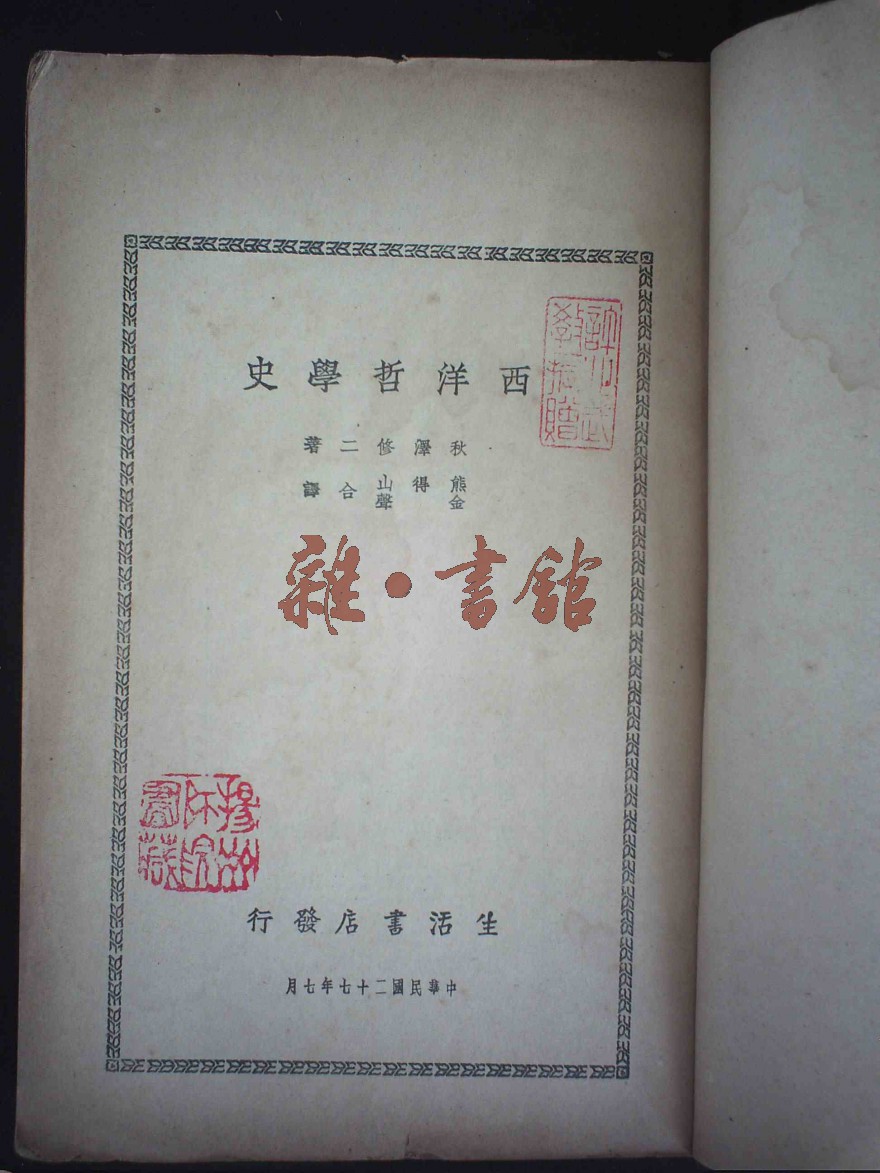 西洋哲學史
秋澤修二著
熊得山
金聲合譯
雜•書館
生活書店發行
中華民國二十七年七月